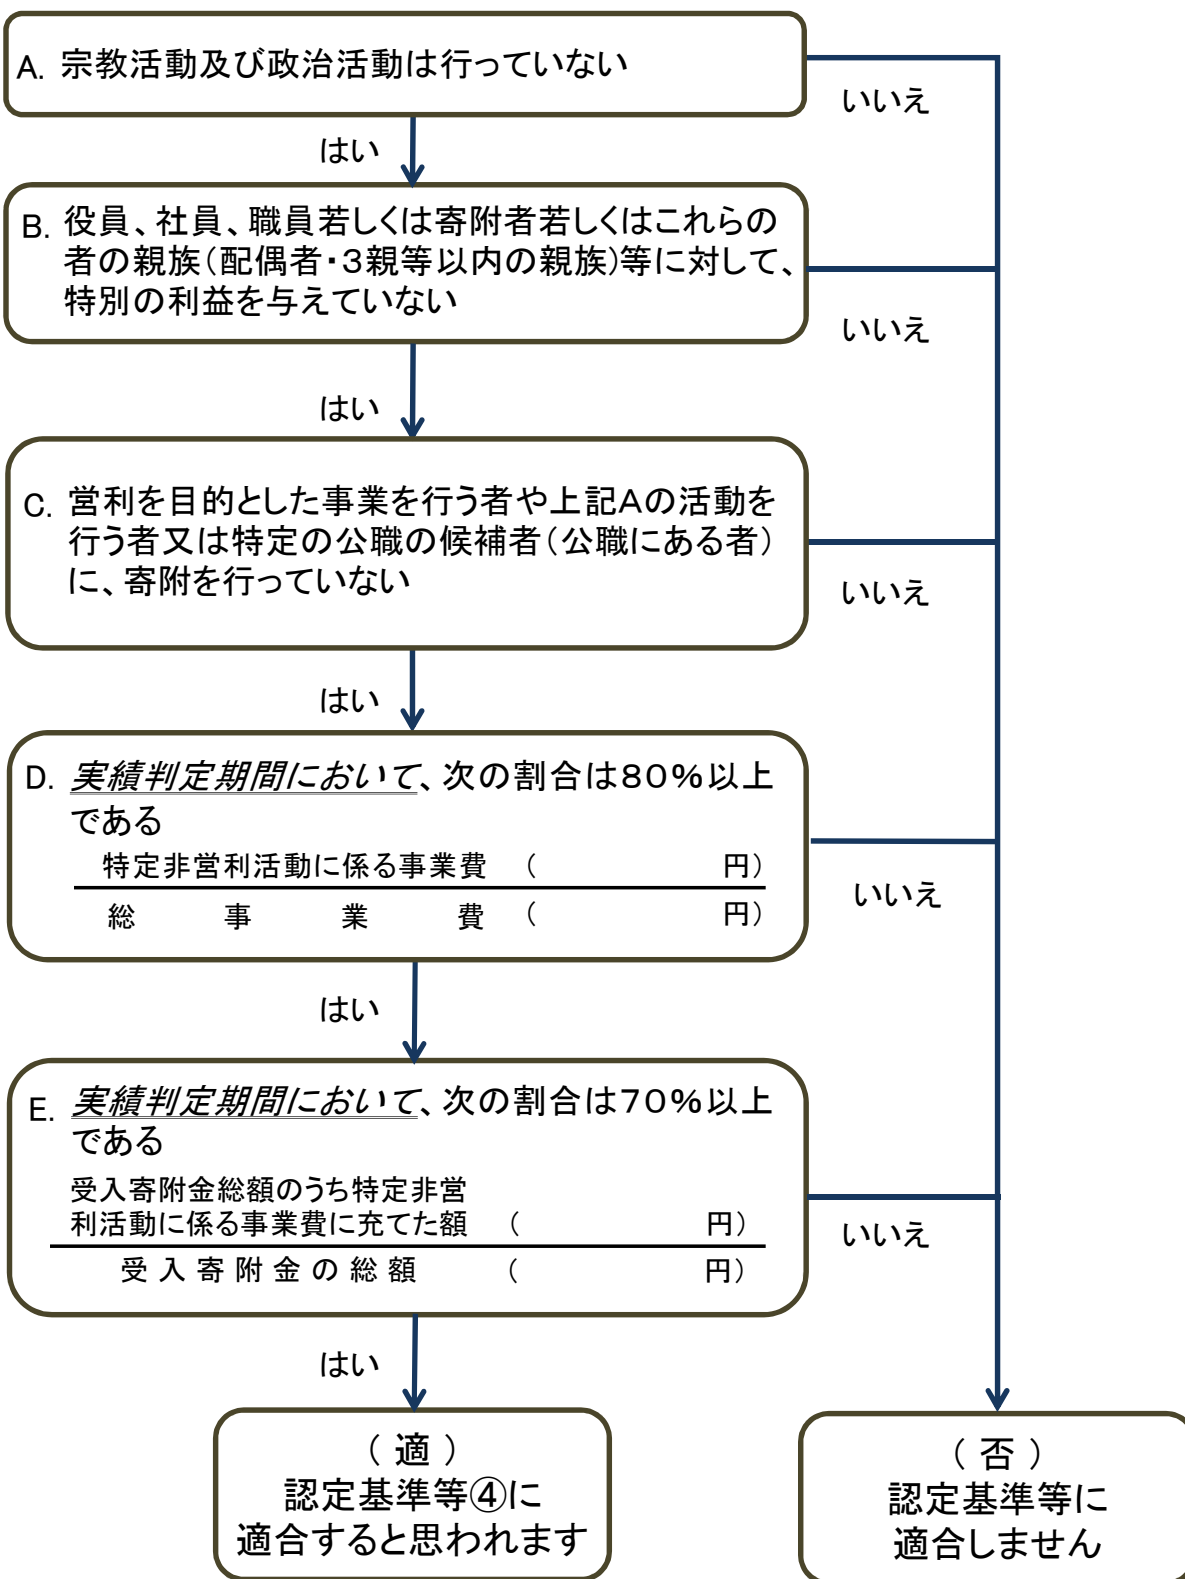 A. 宗教活動及び政治活動は行っていない
いいえ
はい
B. 役員、社員、職員若しくは寄附者若しくはこれらの
者の親族（配偶者・３親等以内の親族）等に対して、
特別の利益を与えていない
いいえ
はい
C. 営利を目的とした事業を行う者や上記Ａの活動を
行う者又は特定の公職の候補者（公職にある者）
に、寄附を行っていない
いいえ
はい
D. 実績判定期間において、次の割合は８０％以上
である
特定非営利活動に係る事業費 （ 円）
総事業費 （ 円）
いいえ
はい
E. 実績判定期間において、次の割合は７０％以上
である
受入寄附金総額のうち特定非営
利活動に係る事業費に充てた額 （ 円）
受入寄附金の総額 （ 円）
いいえ
はい
（ 適 ）
認定基準等④に
適合すると思われます
（ 否 ）
認定基準等に
適合しません